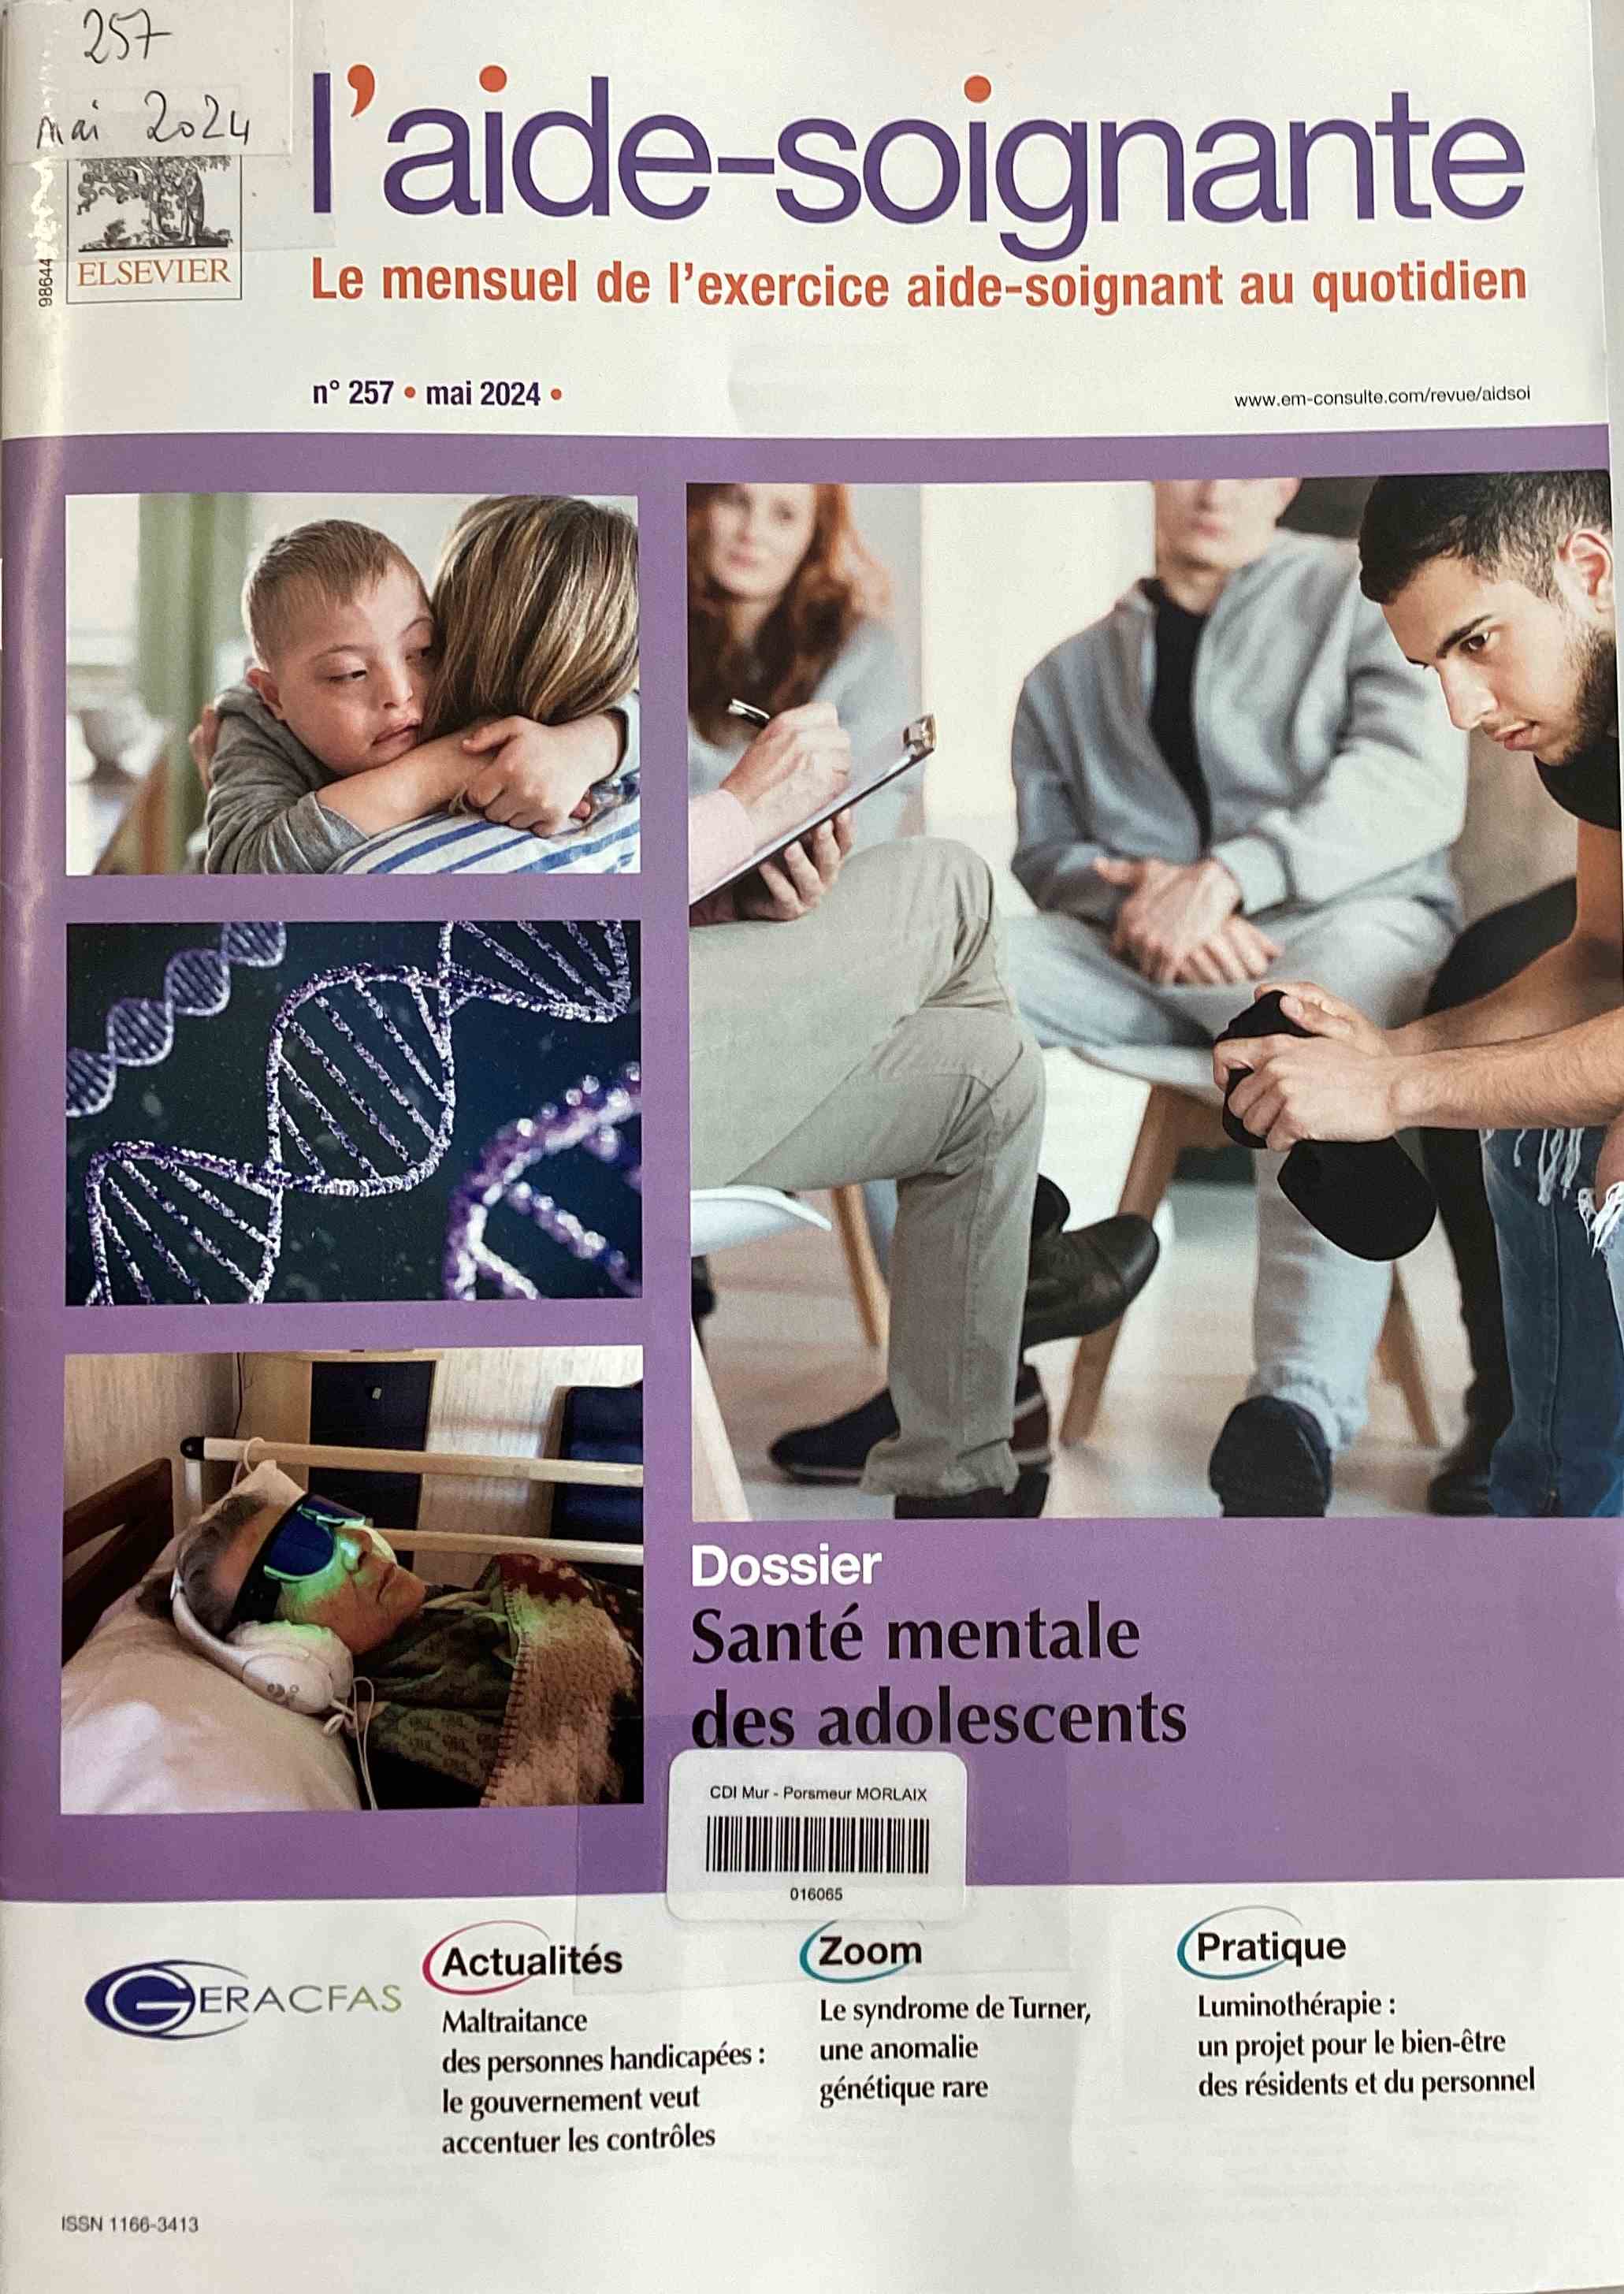 257
mai 2024
ELSEVIER
98644
l'aide-soignante
Le mensuel de l'exercice aide-soignant au quotidien
n° 257 • mai 2024 •
www.em-consulte.com/revue/aidsoi
Dossier
Santé mentale
des adolescents
CDI Mur - Porsmeur MORLAIX
016065
GERACFAS
Actualités
Maltraitance
des personnes handicapées :
le gouvernement veut
accentuer les contrôles
Zoom
Le syndrome de Turner,
une anomalie
génétique rare
Pratique
Luminothérapie :
un projet pour le bien-être
des résidents et du personnel
ISSN 1166-3413